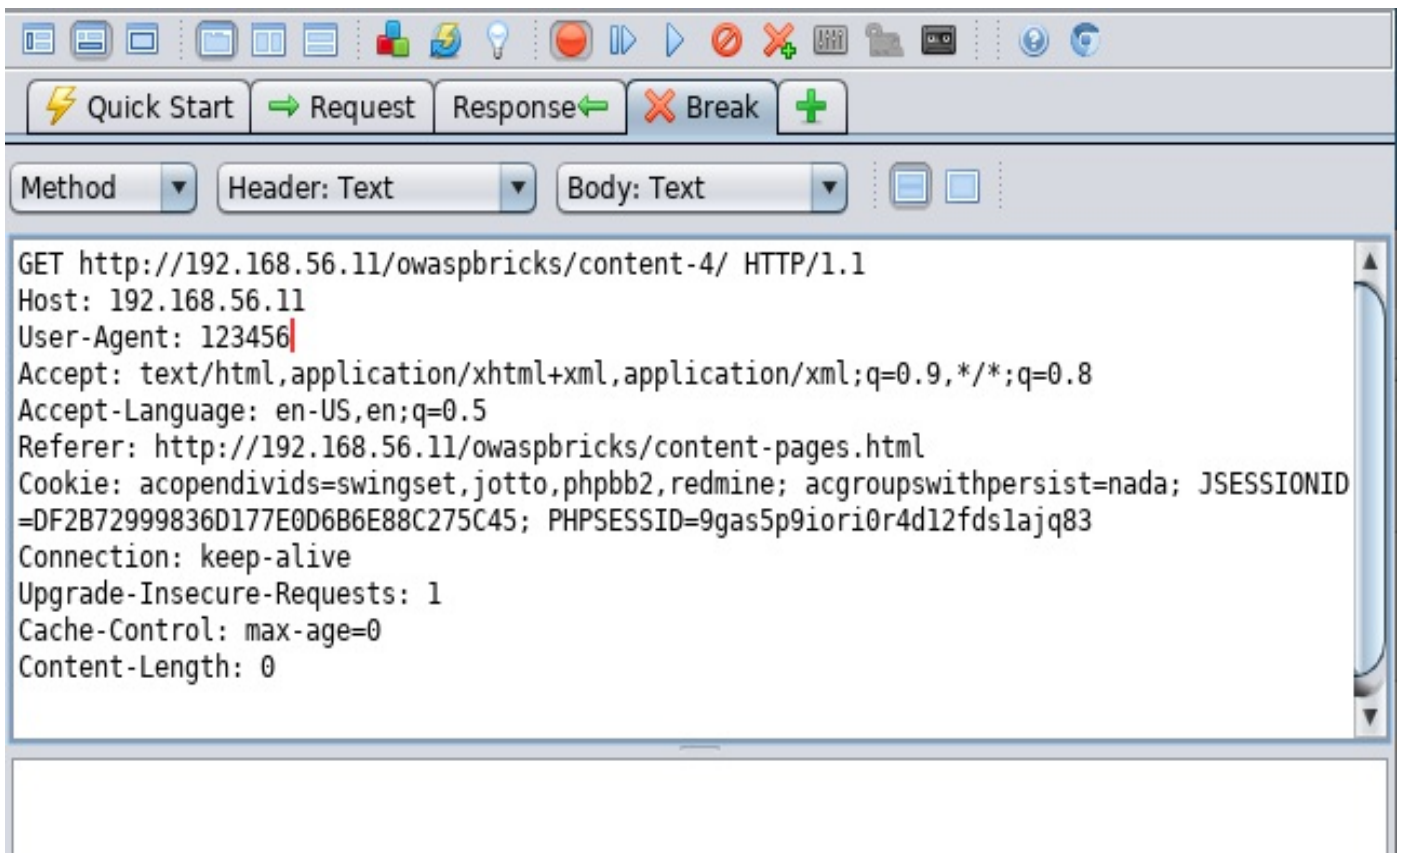 Quick Start Request Response Break
Method Header: Text Body: Text
GET http://192.168.56.11/owaspbricks/content-4/ HTTP/1.1
Host: 192.168.56.11
User-Agent: 123456
Accept: text/html,application/xhtml+xml,application/xml;q=0.9,*/*;q=0.8
Accept-Language: en-US,en;q=0.5
Referer: http://192.168.56.11/owaspbricks/content-pages.html
Cookie: acopendivids=swingset,jotto,phpbb2,redmine; acgroupswithpersist=nada; JSESSIONID
=DF2B72999836D177E0D6B6E88C275C45; PHPSESSID=9gas5p9iori0r4d12fds1ajq83
Connection: keep-alive
Upgrade-Insecure-Requests: 1
Cache-Control: max-age=0
Content-Length: 0